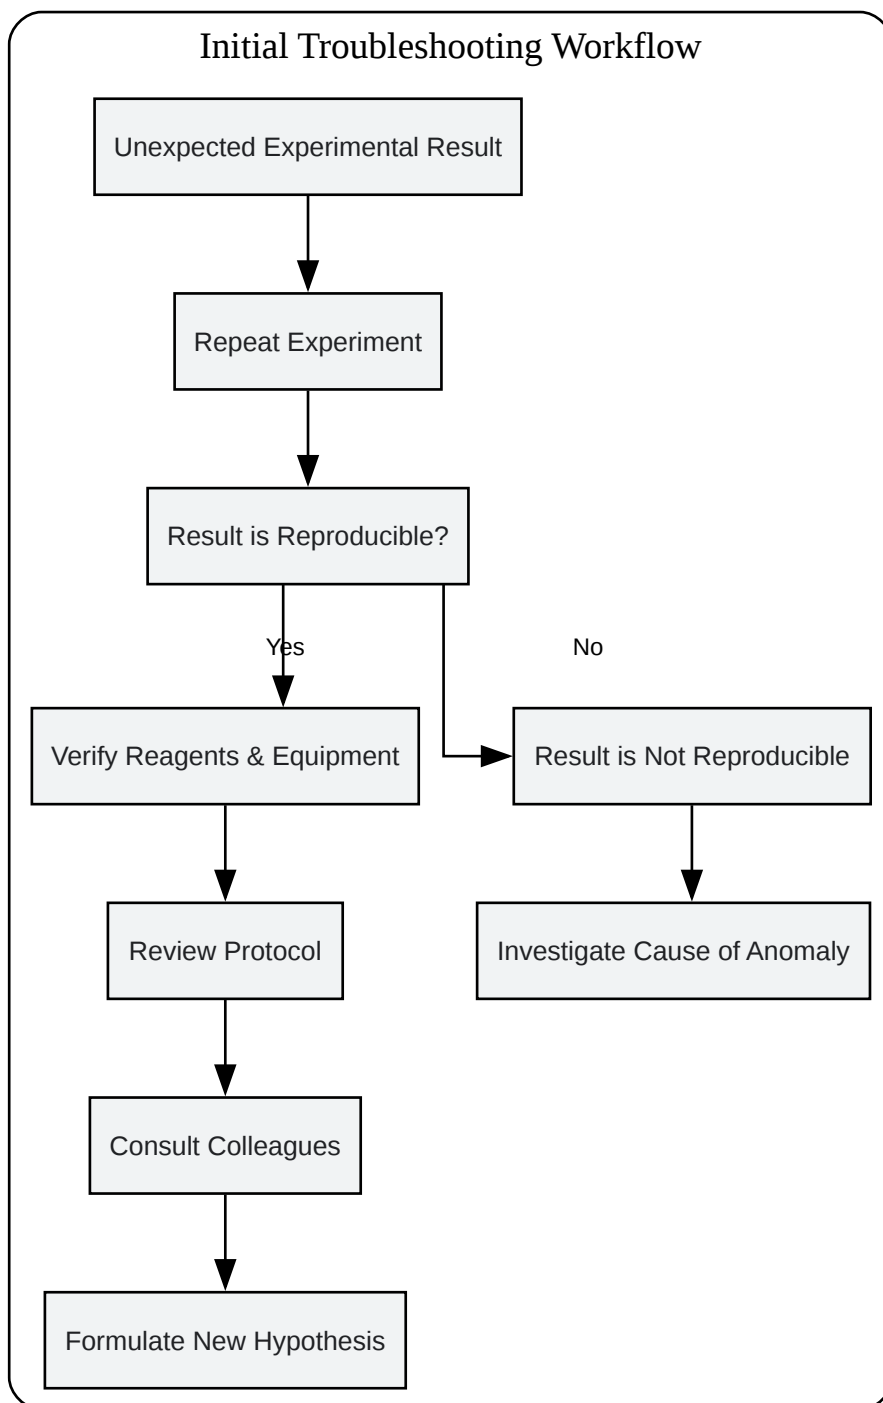 Initial Troubleshooting Workflow
Unexpected Experimental Result
Repeat Experiment
Result is Reproducible?
Yes
No
Verify Reagents & Equipment
Result is Not Reproducible
Review Protocol
Investigate Cause of Anomaly
Consult Colleagues
Formulate New Hypothesis